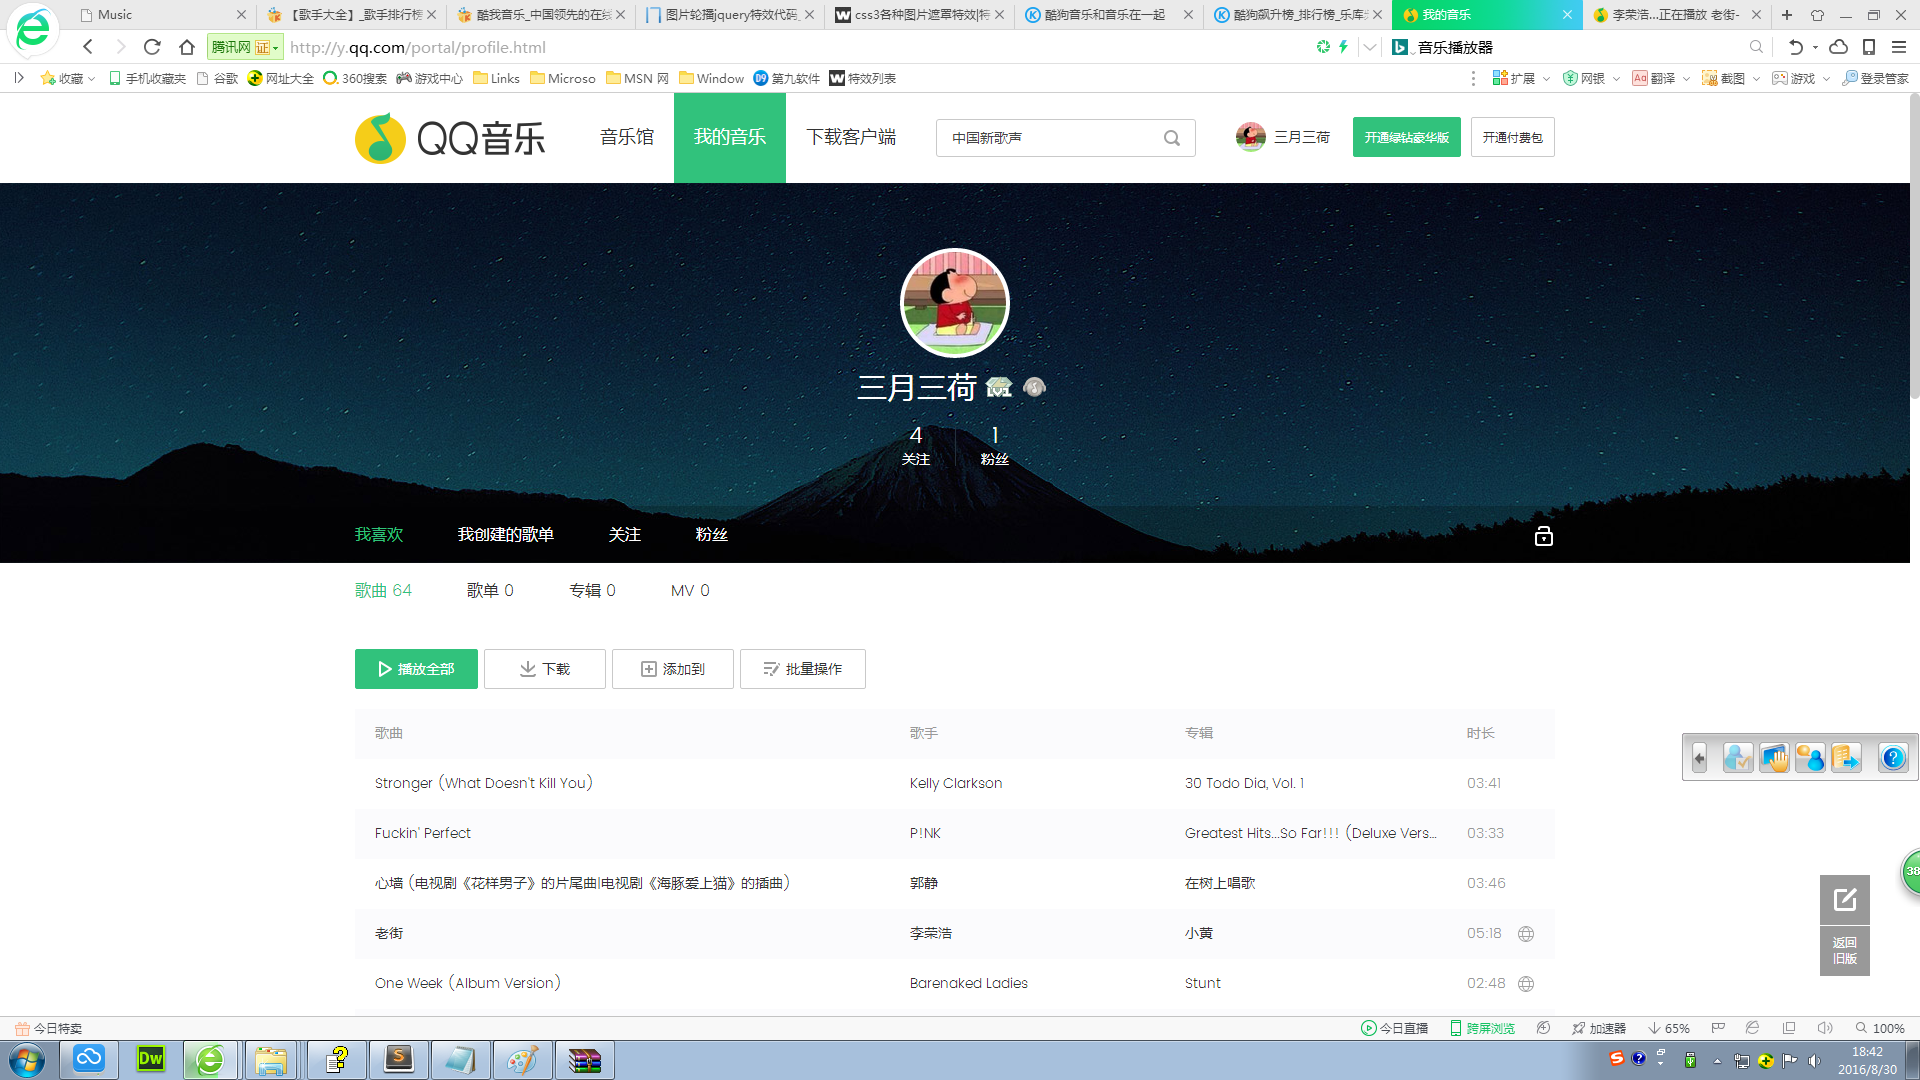 Music
【歌手大全】_歌手排行榜
酷我音乐_中国领先的在线
图片轮播jquery特效代码_
css3各种图片遮罩特效|特
酷狗音乐和音乐在一起
酷狗飙升榜_排行榜_乐库频
我的音乐
李荣浩...正在播放 老街-
腾讯网 证
http://y.qq.com/portal/profile.html
音乐播放器
收藏
手机收藏夹
谷歌
网址大全
360搜索
游戏中心
Links
Microso
MSN 网
Window
第九软件
特效列表
扩展
网银
翻译
截图
游戏
登录管家
QQ音乐
音乐馆
我的音乐
下载客户端
中国新歌声
三月三荷
开通绿钻豪华版
开通付费包
三月三荷
4
1
关注
粉丝
我喜欢
我创建的歌单
关注
粉丝
歌曲 64
歌单 0
专辑 0
MV 0
播放全部
下载
添加到
批量操作
歌曲 歌手 专辑 时长
Stronger (What Doesn't Kill You) Kelly Clarkson 30 Todo Dia, Vol. 1 03:41
Fuckin' Perfect P!NK Greatest Hits...So Far!!! (Deluxe Vers... 03:33
心墙 (电视剧《花样男子》的片尾曲|电视剧《海豚爱上猫》的插曲) 郭静 在树上唱歌 03:46
老街 李荣浩 小黄 05:18
One Week (Album Version) Barenaked Ladies Stunt 02:48
38
返回
旧版
今日特卖
今日直播
跨屏浏览
加速器
65%
100%
Dw
18:42
2016/8/30